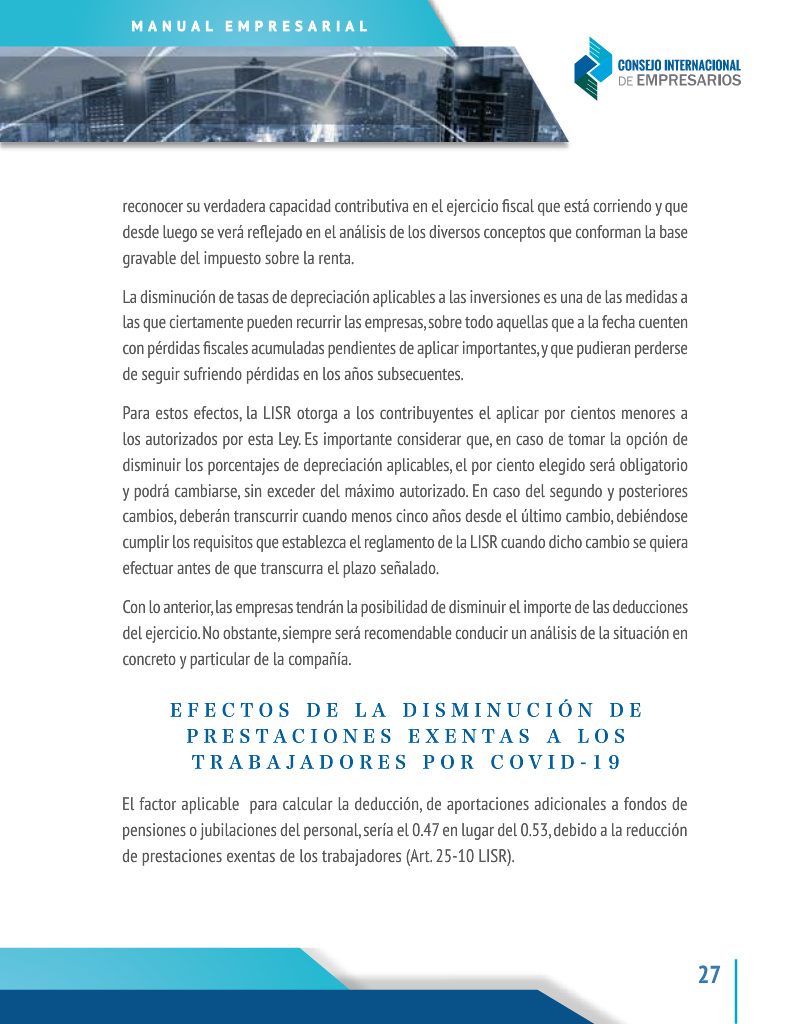 MANUAL EMPRESARIAL
CONSEJO INTERNACIONAL
DE EMPRESARIOS
reconocer su verdadera capacidad contributiva en el ejercicio fiscal que está corriendo y que
desde luego se verá reflejado en el análisis de los diversos conceptos que conforman la base
gravable del impuesto sobre la renta.
La disminución de tasas de depreciación aplicables a las inversiones es una de las medidas a
las que ciertamente pueden recurrir las empresas, sobre todo aquellas que a la fecha cuenten
con pérdidas fiscales acumuladas pendientes de aplicar importantes, y que pudieran perderse
de seguir sufriendo pérdidas en los años subsecuentes.
Para estos efectos, la LISR otorga a los contribuyentes el aplicar por cientos menores a
los autorizados por esta Ley. Es importante considerar que, en caso de tomar la opción de
disminuir los porcentajes de depreciación aplicables, el por ciento elegido será obligatorio
y podrá cambiarse, sin exceder del máximo autorizado. En caso del segundo y posteriores
cambios, deberán transcurrir cuando menos cinco años desde el último cambio, debiéndose
cumplir los requisitos que establezca el reglamento de la LISR cuando dicho cambio se quiera
efectuar antes de que transcurra el plazo señalado.
Con lo anterior, las empresas tendrán la posibilidad de disminuir el importe de las deducciones
del ejercicio. No obstante, siempre será recomendable conducir un análisis de la situación en
concreto y particular de la compañía.
EFECTOS DE LA DISMINUCIÓN DE
PRESTACIONES EXENTAS A LOS
TRABAJADORES POR COVID-19
El factor aplicable para calcular la deducción, de aportaciones adicionales a fondos de
pensiones o jubilaciones del personal, sería el 0.47 en lugar del 0.53, debido a la reducción
de prestaciones exentas de los trabajadores (Art. 25-10 LISR).
27